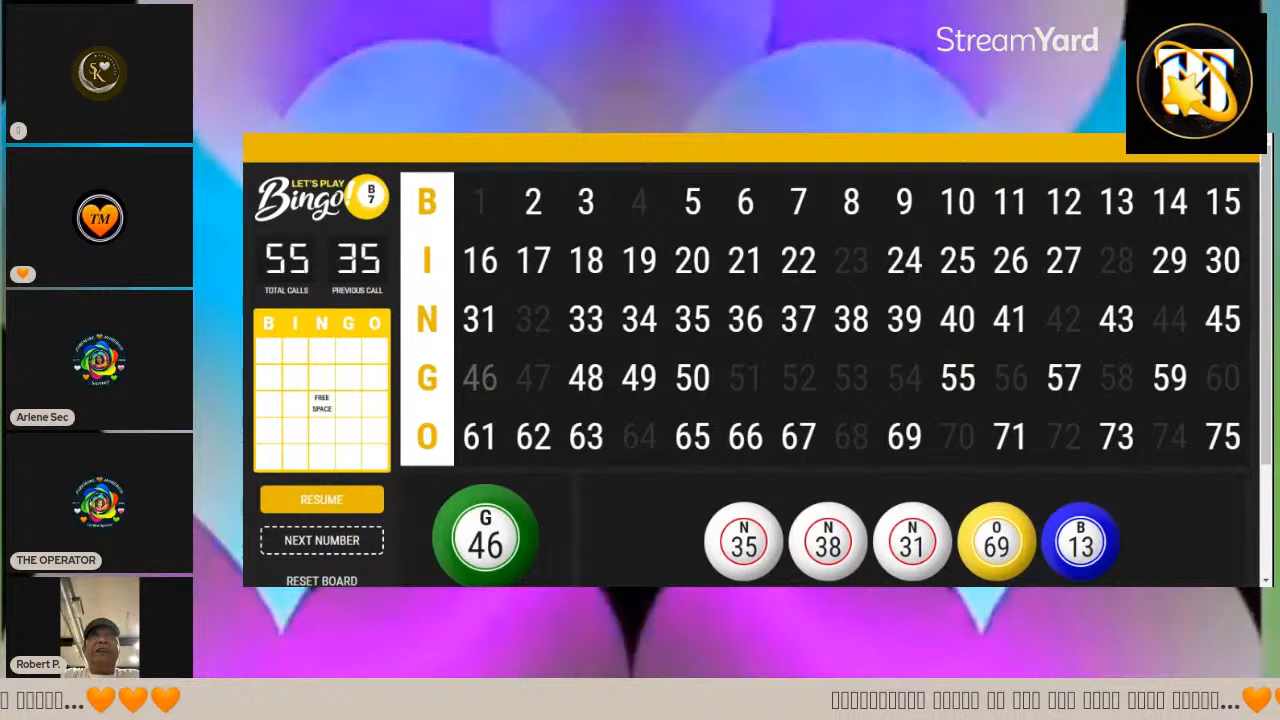 StreamYard
SK
TM
Arlene Sec
THE OPERATOR
Robert P.
LET'S PLAY
Bingo!
B
7
55 35
TOTAL CALLS PREVIOUS CALL
B I N G O
FREE
SPACE
RESUME
NEXT NUMBER
RESET BOARD
B 1 2 3 4 5 6 7 8 9 10 11 12 13 14 15
I 16 17 18 19 20 21 22 23 24 25 26 27 28 29 30
N 31 32 33 34 35 36 37 38 39 40 41 42 43 44 45
G 46 47 48 49 50 51 52 53 54 55 56 57 58 59 60
O 61 62 63 64 65 66 67 68 69 70 71 72 73 74 75
G
46
N
35
N
38
N
31
O
69
B
13